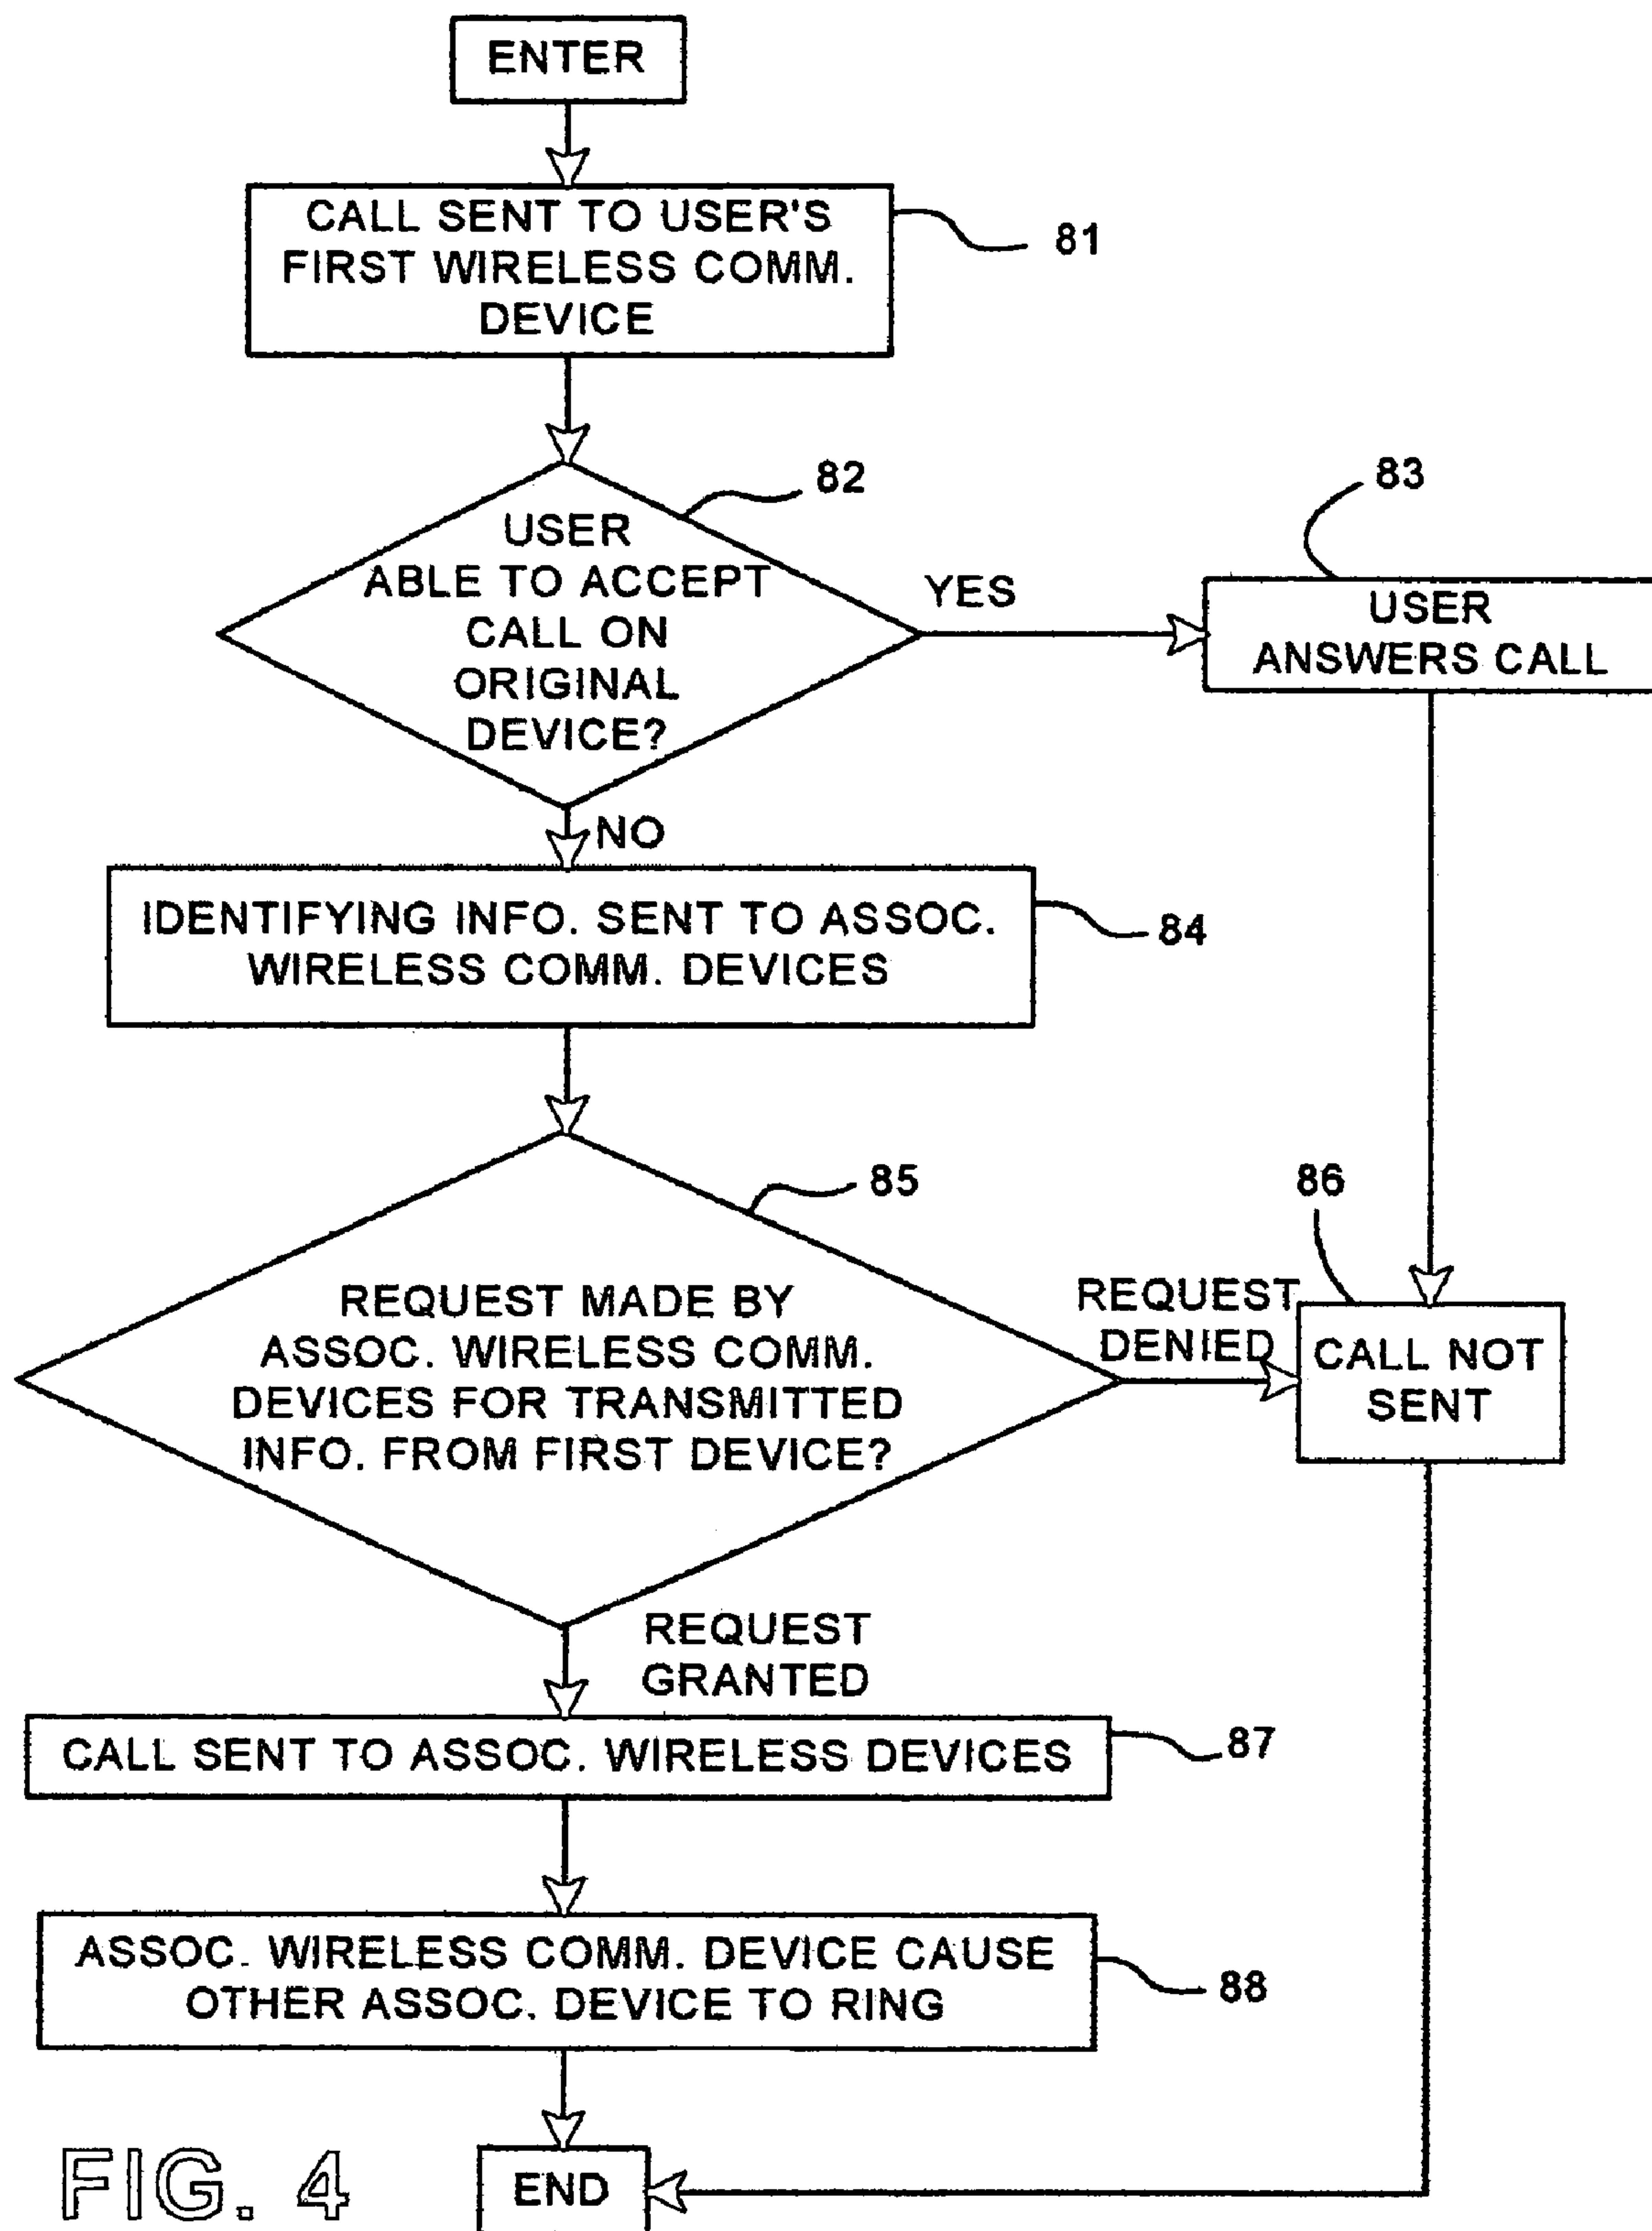 ENTER
CALL SENT TO USER'S
FIRST WIRELESS COMM.
DEVICE
81
USER
ABLE TO ACCEPT
CALL ON
ORIGINAL
DEVICE?
82
YES
83
USER
ANSWERS CALL
NO
IDENTIFYING INFO. SENT TO ASSOC.
WIRELESS COMM. DEVICES
84
REQUEST MADE BY
ASSOC. WIRELESS COMM.
DEVICES FOR TRANSMITTED
INFO. FROM FIRST DEVICE?
85
REQUEST
DENIED
86
CALL NOT
SENT
REQUEST
GRANTED
CALL SENT TO ASSOC. WIRELESS DEVICES
87
ASSOC. WIRELESS COMM. DEVICE CAUSE
OTHER ASSOC. DEVICE TO RING
88
END
FIG. 4